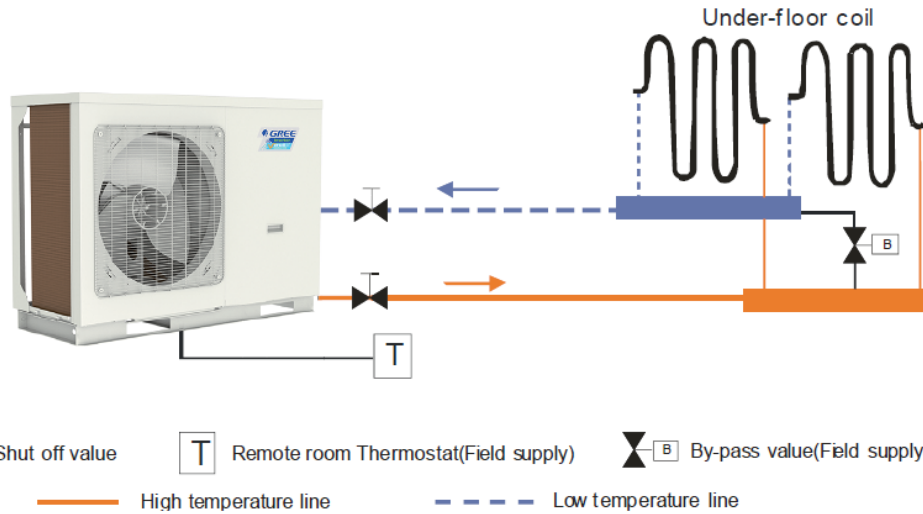 Under-floor coil
GREE
B
T
Shut off value
T Remote room Thermostat(Field supply)
B By-pass value(Field supply
High temperature line
Low temperature line